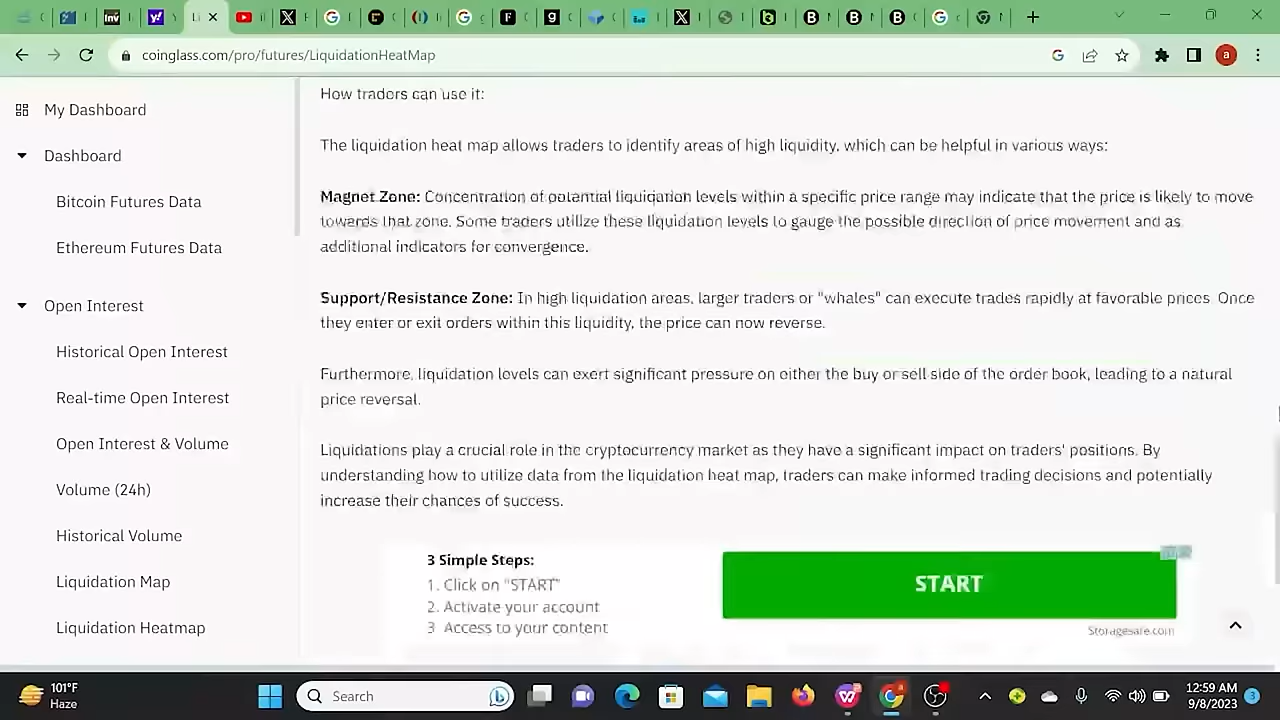 coinglass.com/pro/futures/LiquidationHeatMap
My Dashboard
Dashboard
Bitcoin Futures Data
Ethereum Futures Data
Open Interest
Historical Open Interest
Real-time Open Interest
Open Interest & Volume
Volume (24h)
Historical Volume
Liquidation Map
Liquidation Heatmap
How traders can use it:
The liquidation heat map allows traders to identify areas of high liquidity, which can be helpful in various ways:
Magnet Zone: Concentration of potential liquidation levels within a specific price range may indicate that the price is likely to move
towards that zone. Some traders utilize these liquidation levels to gauge the possible direction of price movement and as
additional indicators for convergence.
Support/Resistance Zone: In high liquidation areas, larger traders or "whales" can execute trades rapidly at favorable prices. Once
they enter or exit orders within this liquidity, the price can now reverse.
Furthermore, liquidation levels can exert significant pressure on either the buy or sell side of the order book, leading to a natural
price reversal.
Liquidations play a crucial role in the cryptocurrency market as they have a significant impact on traders' positions. By
understanding how to utilize data from the liquidation heat map, traders can make informed trading decisions and potentially
increase their chances of success.
3 Simple Steps:
1. Click on "START"
2. Activate your account
3 Access to your content
START
101°F
Haze
Search
12:59 AM
9/8/2023
3